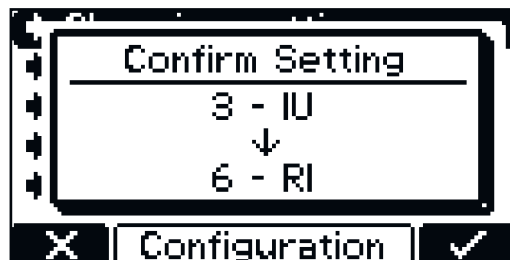 Confirm Setting
3 - IU
↓
6 - RI
Configuration